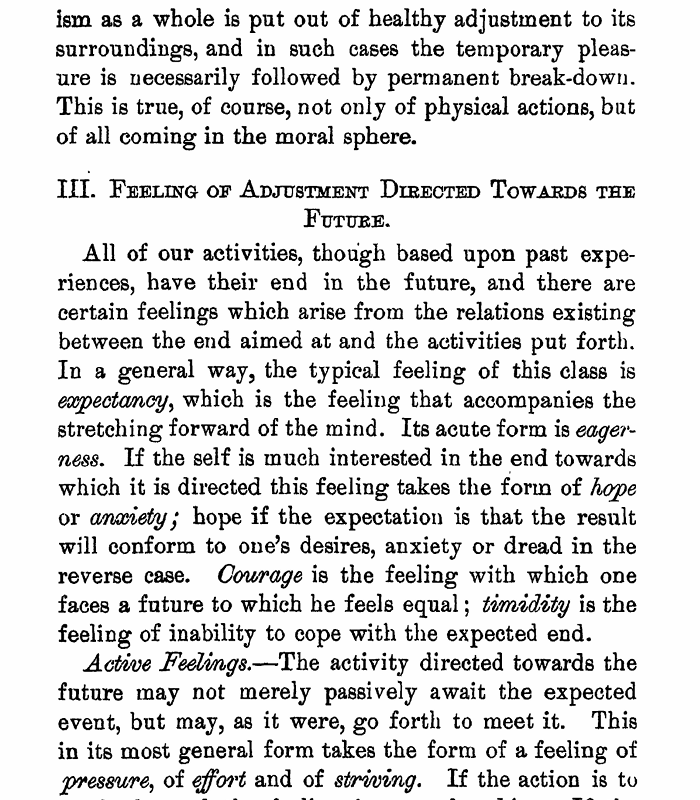 ism as a whole is put out of healthy adjustment to its
surroundings, and in such cases the temporary pleas-
ure is necessarily followed by permanent break-down.
This is true, of course, not only of physical actions, but
of all coming in the moral sphere.
III. Feeling of Adjustment Directed Towards the
Future.
All of our activities, though based upon past expe-
riences, have their end in the future, and there are
certain feelings which arise from the relations existing
between the end aimed at and the activities put forth.
In a general way, the typical feeling of this class is
expectancy, which is the feeling that accompanies the
stretching forward of the mind. Its acute form is eager-
ness. If the self is much interested in the end towards
which it is directed this feeling takes the form of hope
or anxiety; hope if the expectation is that the result
will conform to one's desires, anxiety or dread in the
reverse case. Courage is the feeling with which one
faces a future to which he feels equal; timidity is the
feeling of inability to cope with the expected end.
Active Feelings.—The activity directed towards the
future may not merely passively await the expected
event, but may, as it were, go forth to meet it. This
in its most general form takes the form of a feeling of
pressure, of effort and of striving. If the action is to